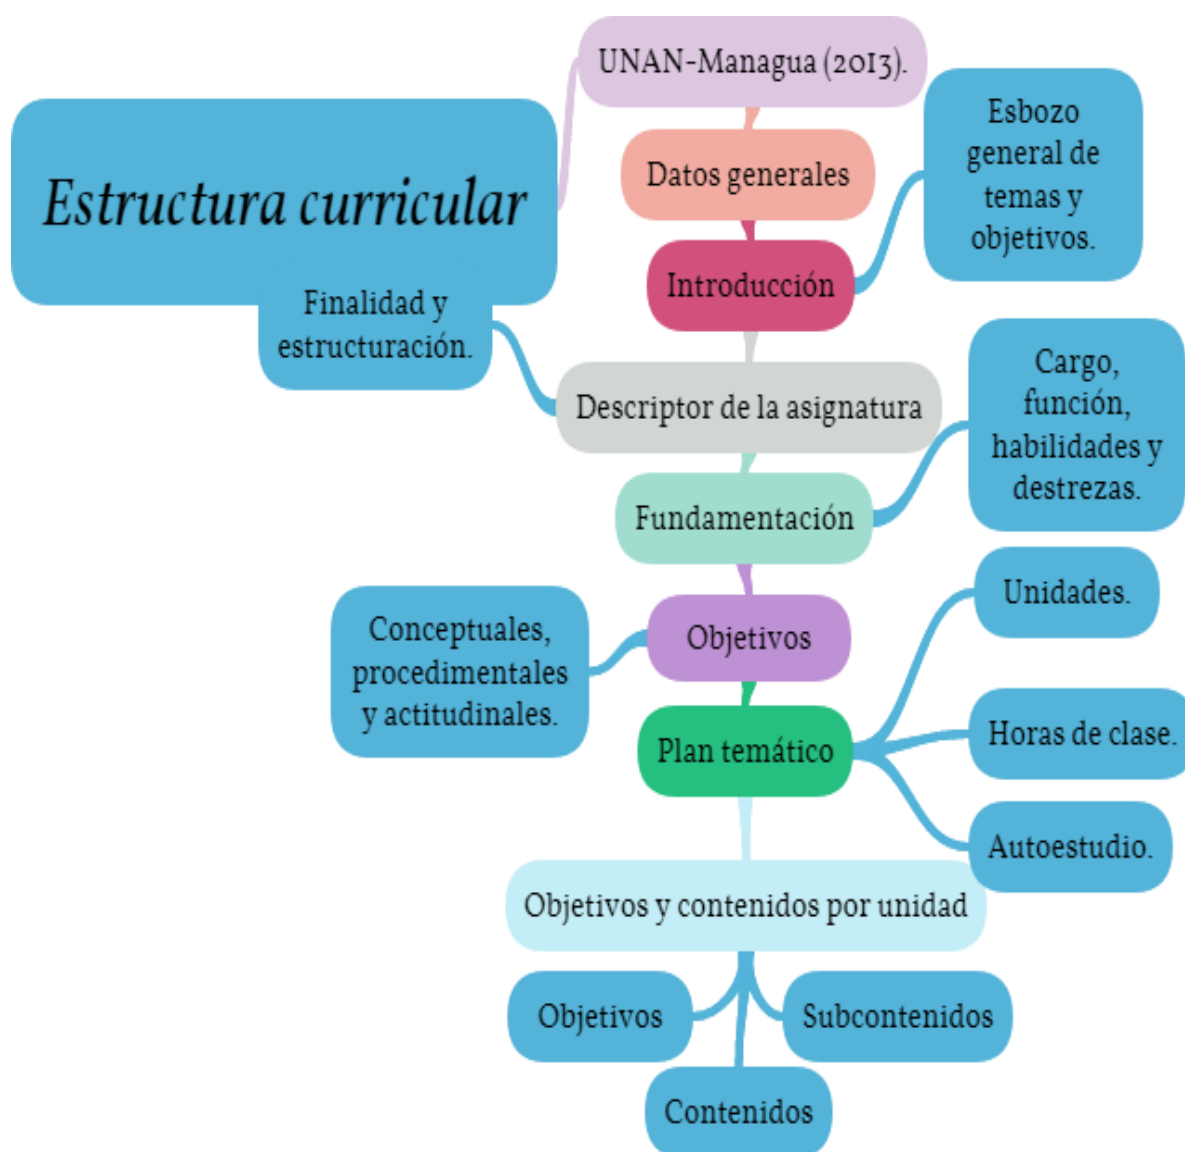 UNAN-Managua (2013).
Estructura curricular
Datos generales
Esbozo
general de
temas y
objetivos.
Introducción
Finalidad y
estructuración.
Descriptor de la asignatura
Cargo,
función,
habilidades y
destrezas.
Fundamentación
Objetivos
Conceptuales,
procedimentales
y actitudinales.
Plan temático
Unidades.
Horas de clase.
Autoestudio.
Objetivos y contenidos por unidad
Objetivos
Subcontenidos
Contenidos